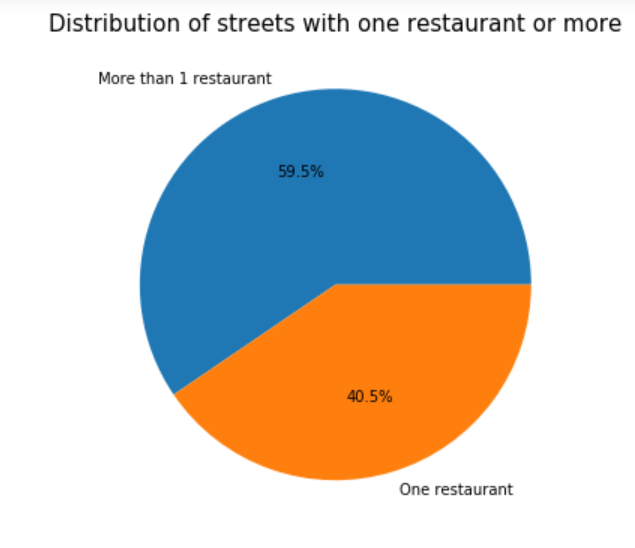 Distribution of streets with one restaurant or more
More than 1 restaurant
59.5%
40.5%
One restaurant